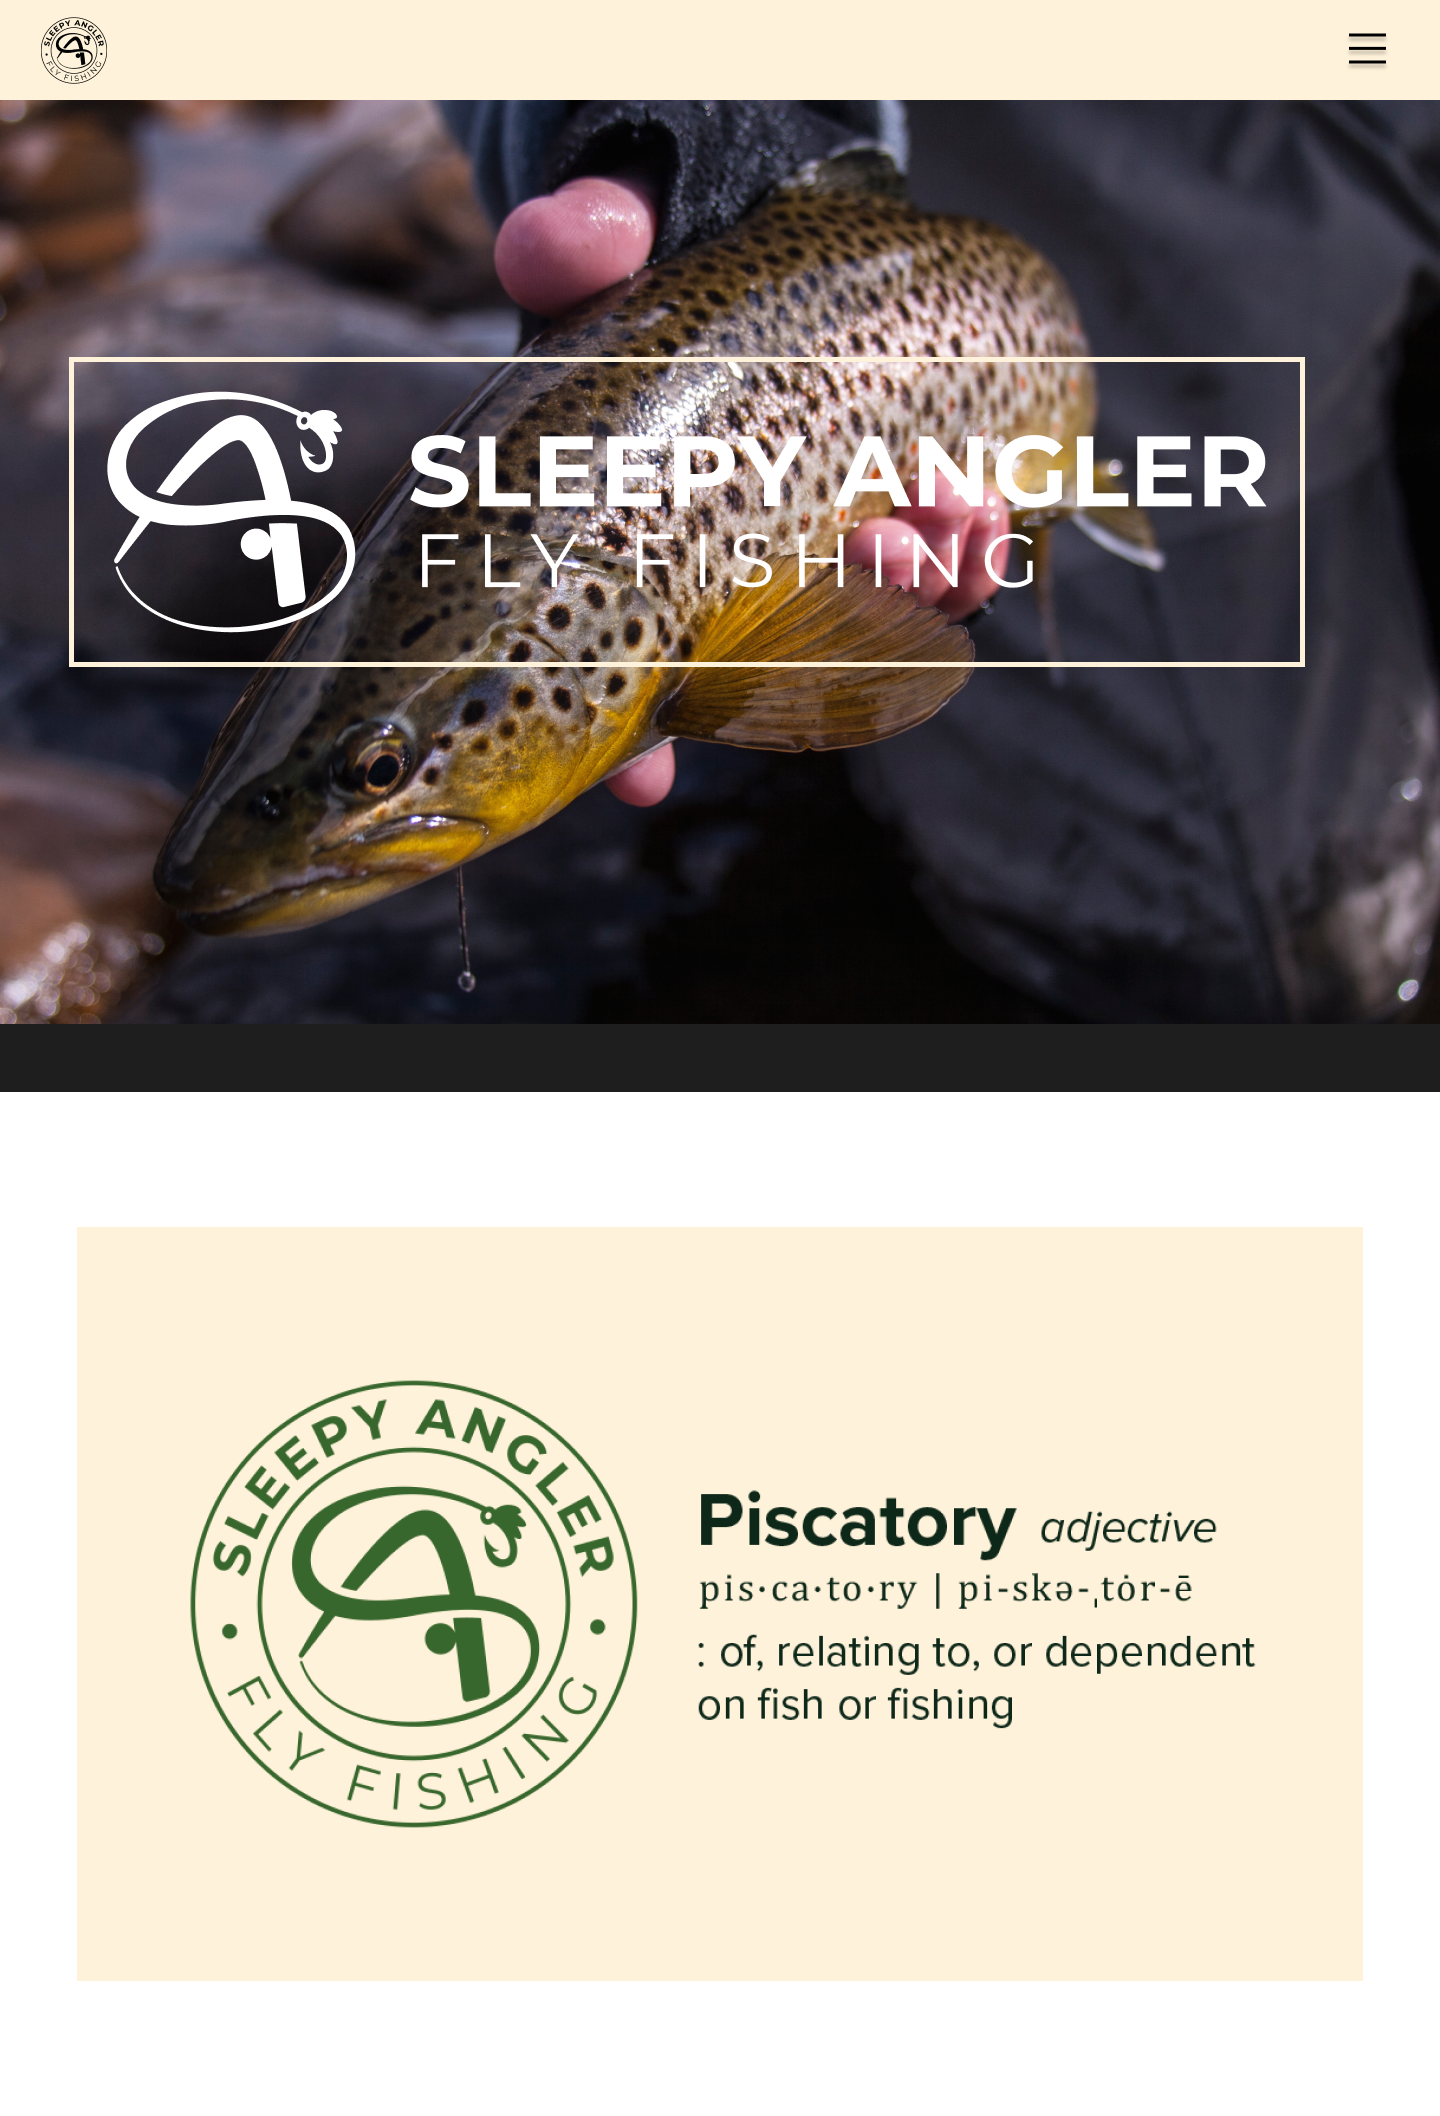 SLEEPY ANGLER
FLY FISHING
SLEEPY ANGLER
FLY FISHING
SLEEPY ANGLER
FLY FISHING
Piscatory adjective
pis·ca·to·ry | pi-skə-ˌtȯr-ē
: of, relating to, or dependent
on fish or fishing